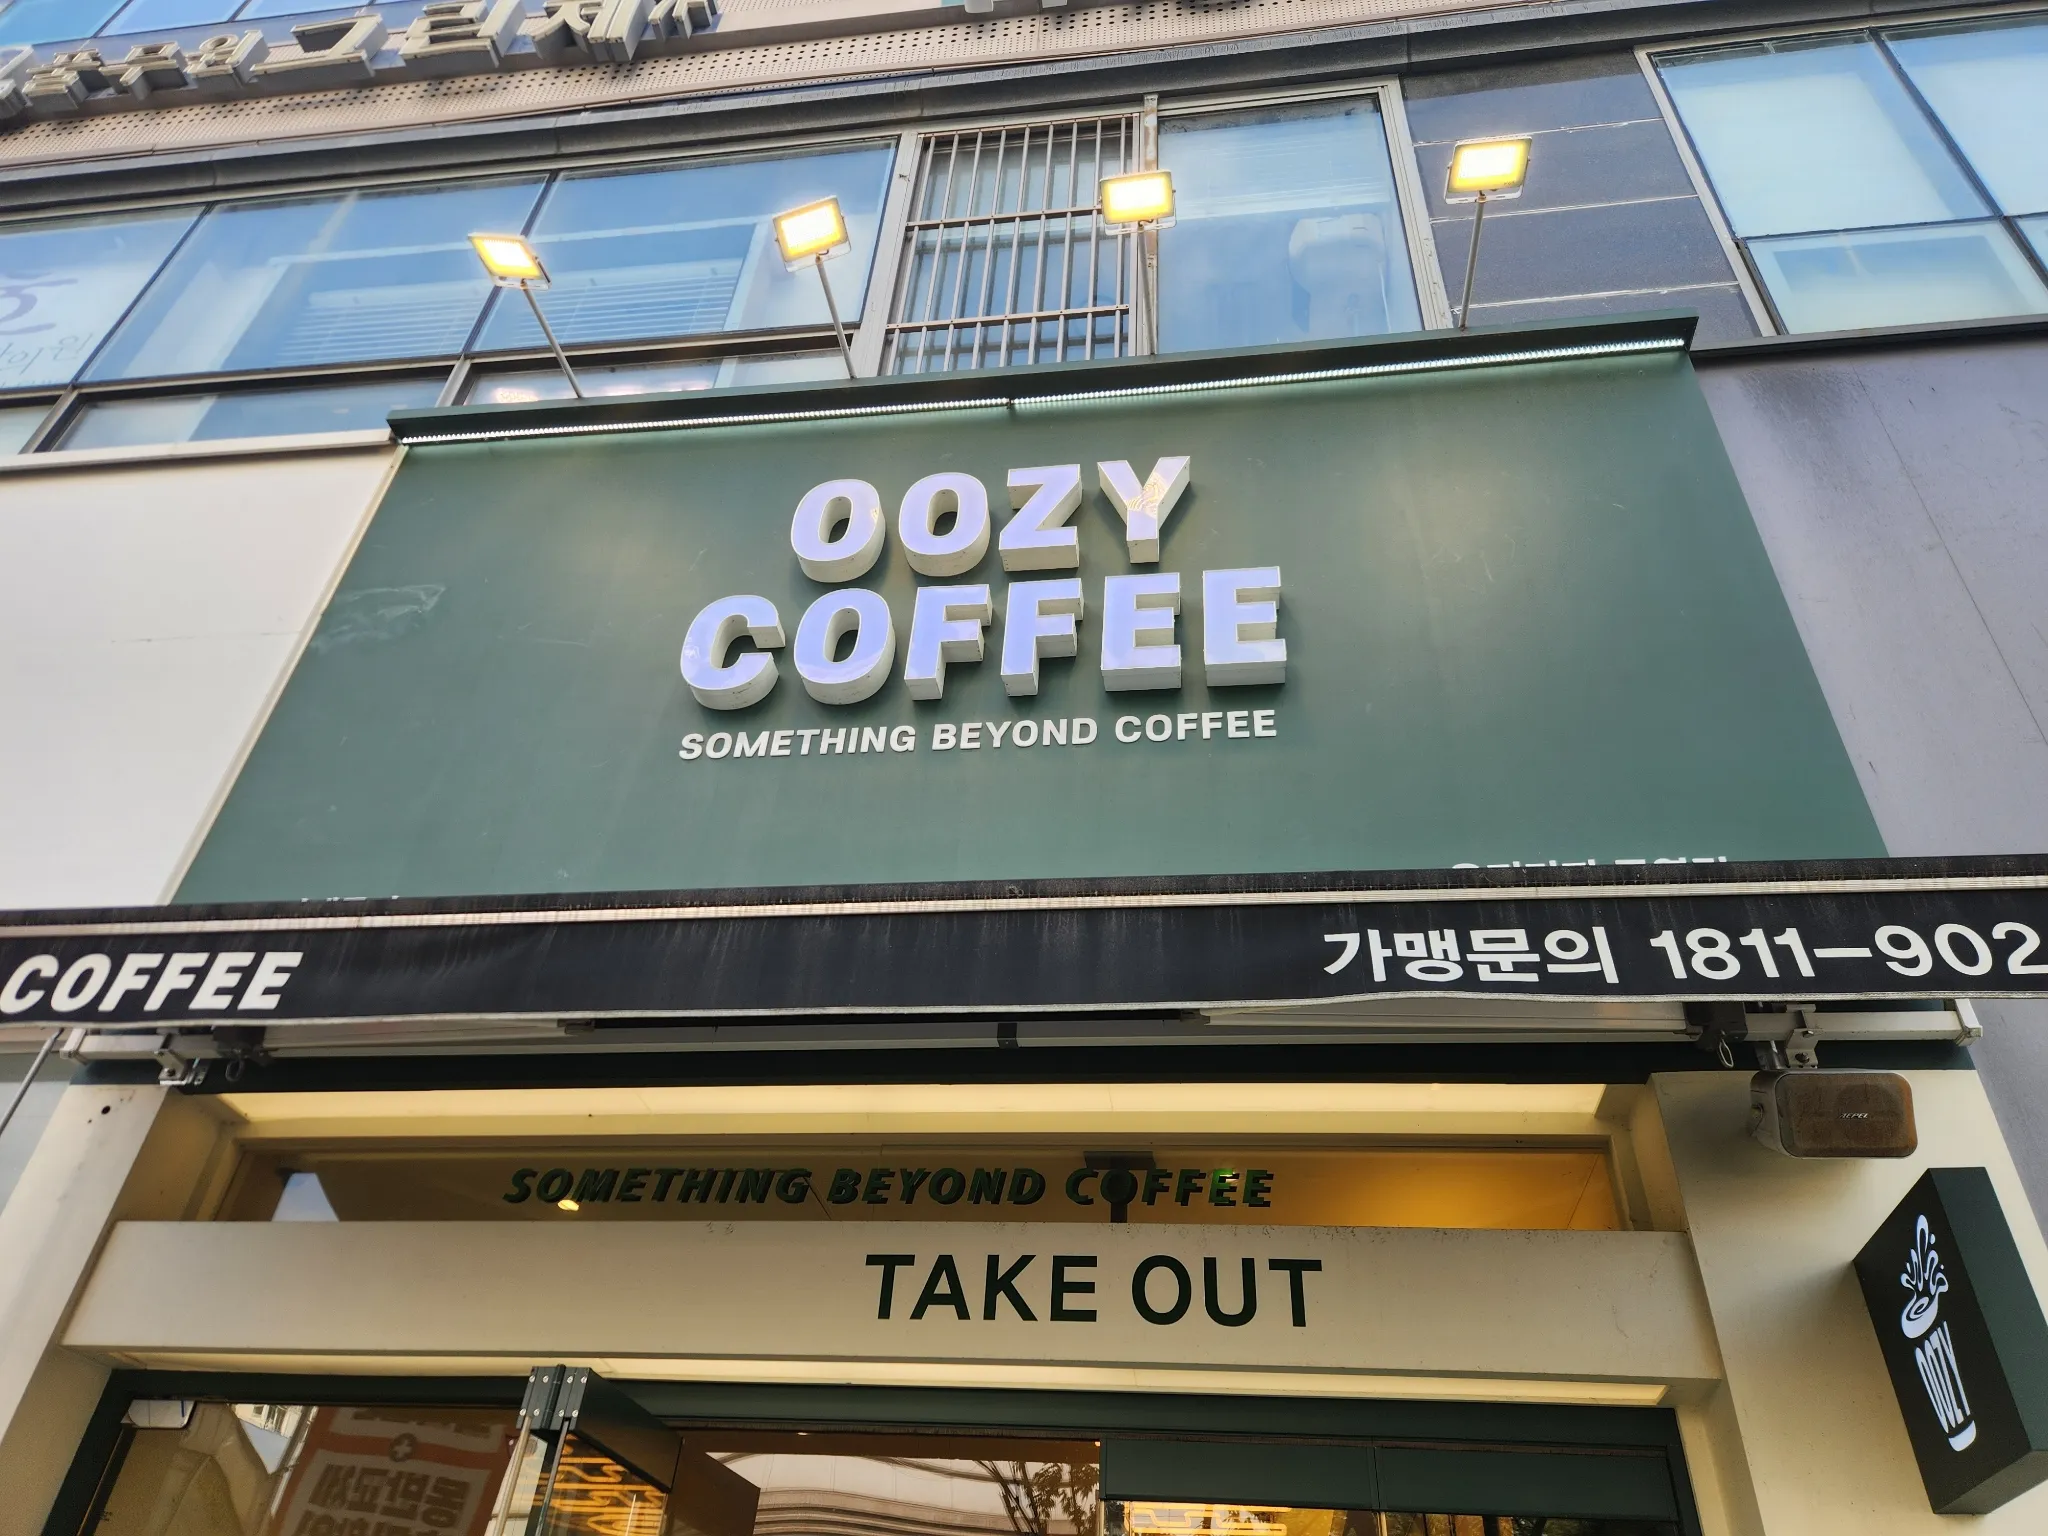 OOZY
COFFEE
SOMETHING BEYOND COFFEE
COFFEE
가맹문의 1811-902
SOMETHING BEYOND COFFEE
TAKE OUT
OOZY